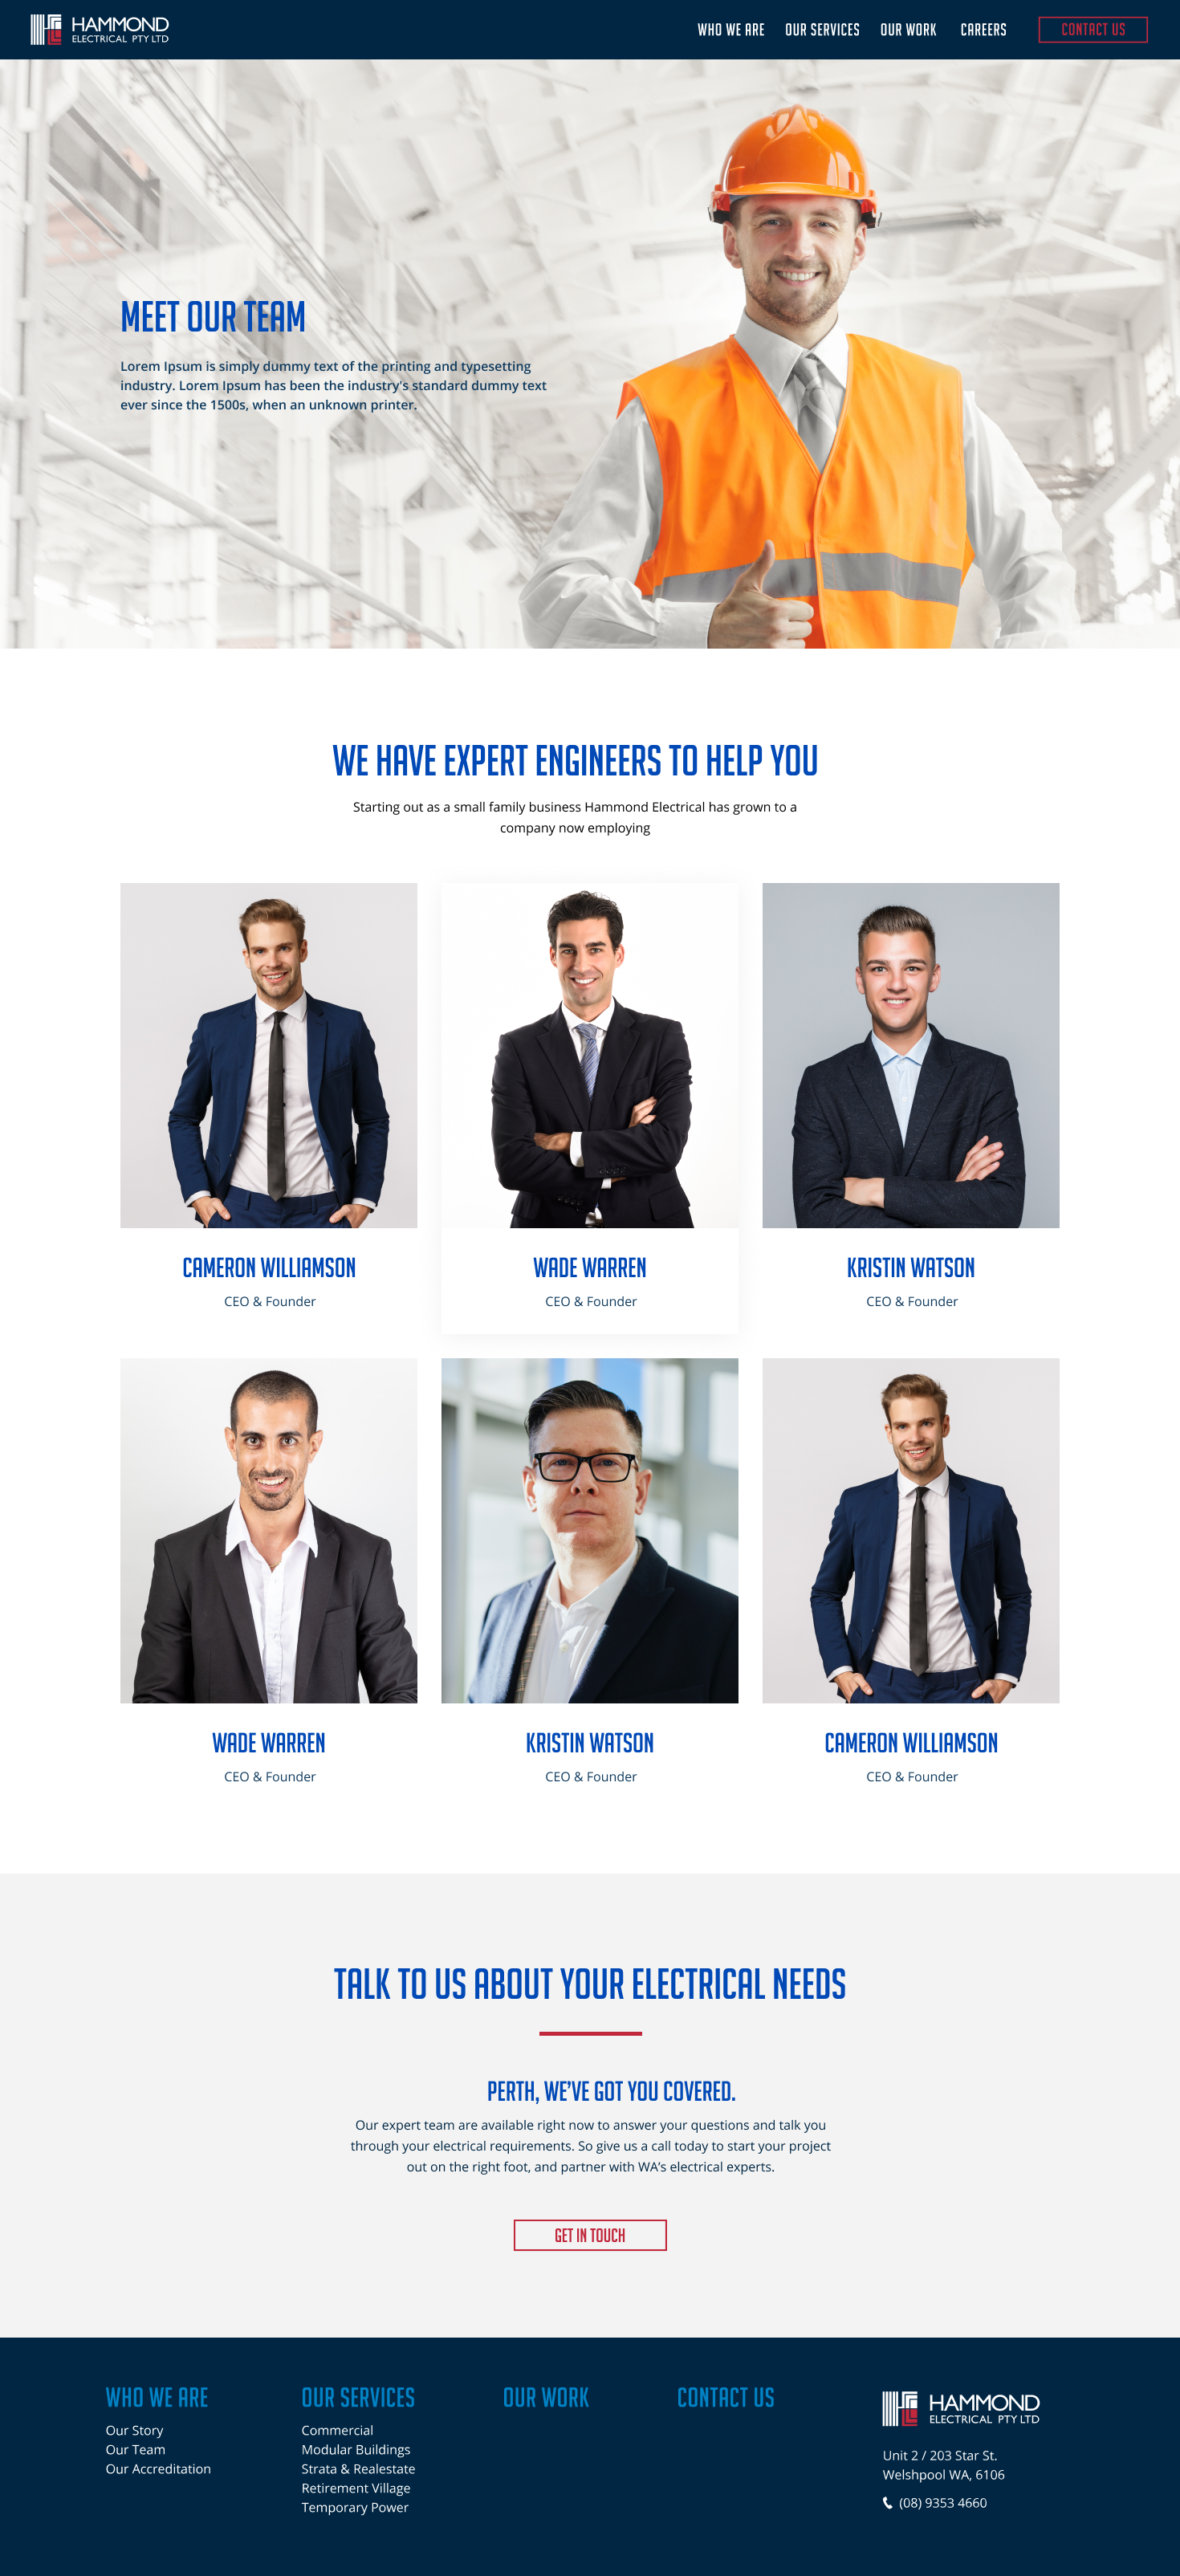 HAMMOND
ELECTRICAL PTY LTD
WHO WE ARE
OUR SERVICES
OUR WORK
CAREERS
CONTACT US
MEET OUR TEAM
Lorem Ipsum is simply dummy text of the printing and typesetting
industry. Lorem Ipsum has been the industry's standard dummy text
ever since the 1500s, when an unknown printer.
WE HAVE EXPERT ENGINEERS TO HELP YOU
Starting out as a small family business Hammond Electrical has grown to a
company now employing
CAMERON WILLIAMSON
CEO & Founder
WADE WARREN
CEO & Founder
KRISTIN WATSON
CEO & Founder
WADE WARREN
CEO & Founder
KRISTIN WATSON
CEO & Founder
CAMERON WILLIAMSON
CEO & Founder
TALK TO US ABOUT YOUR ELECTRICAL NEEDS
PERTH, WE'VE GOT YOU COVERED.
Our expert team are available right now to answer your questions and talk you
through your electrical requirements. So give us a call today to start your project
out on the right foot, and partner with WA's electrical experts.
GET IN TOUCH
WHO WE ARE
Our Story
Our Team
Our Accreditation
OUR SERVICES
Commercial
Modular Buildings
Strata & Realestate
Retirement Village
Temporary Power
OUR WORK
CONTACT US
HAMMOND
ELECTRICAL PTY LTD
Unit 2 / 203 Star St.
Welshpool WA, 6106
(08) 9353 4660